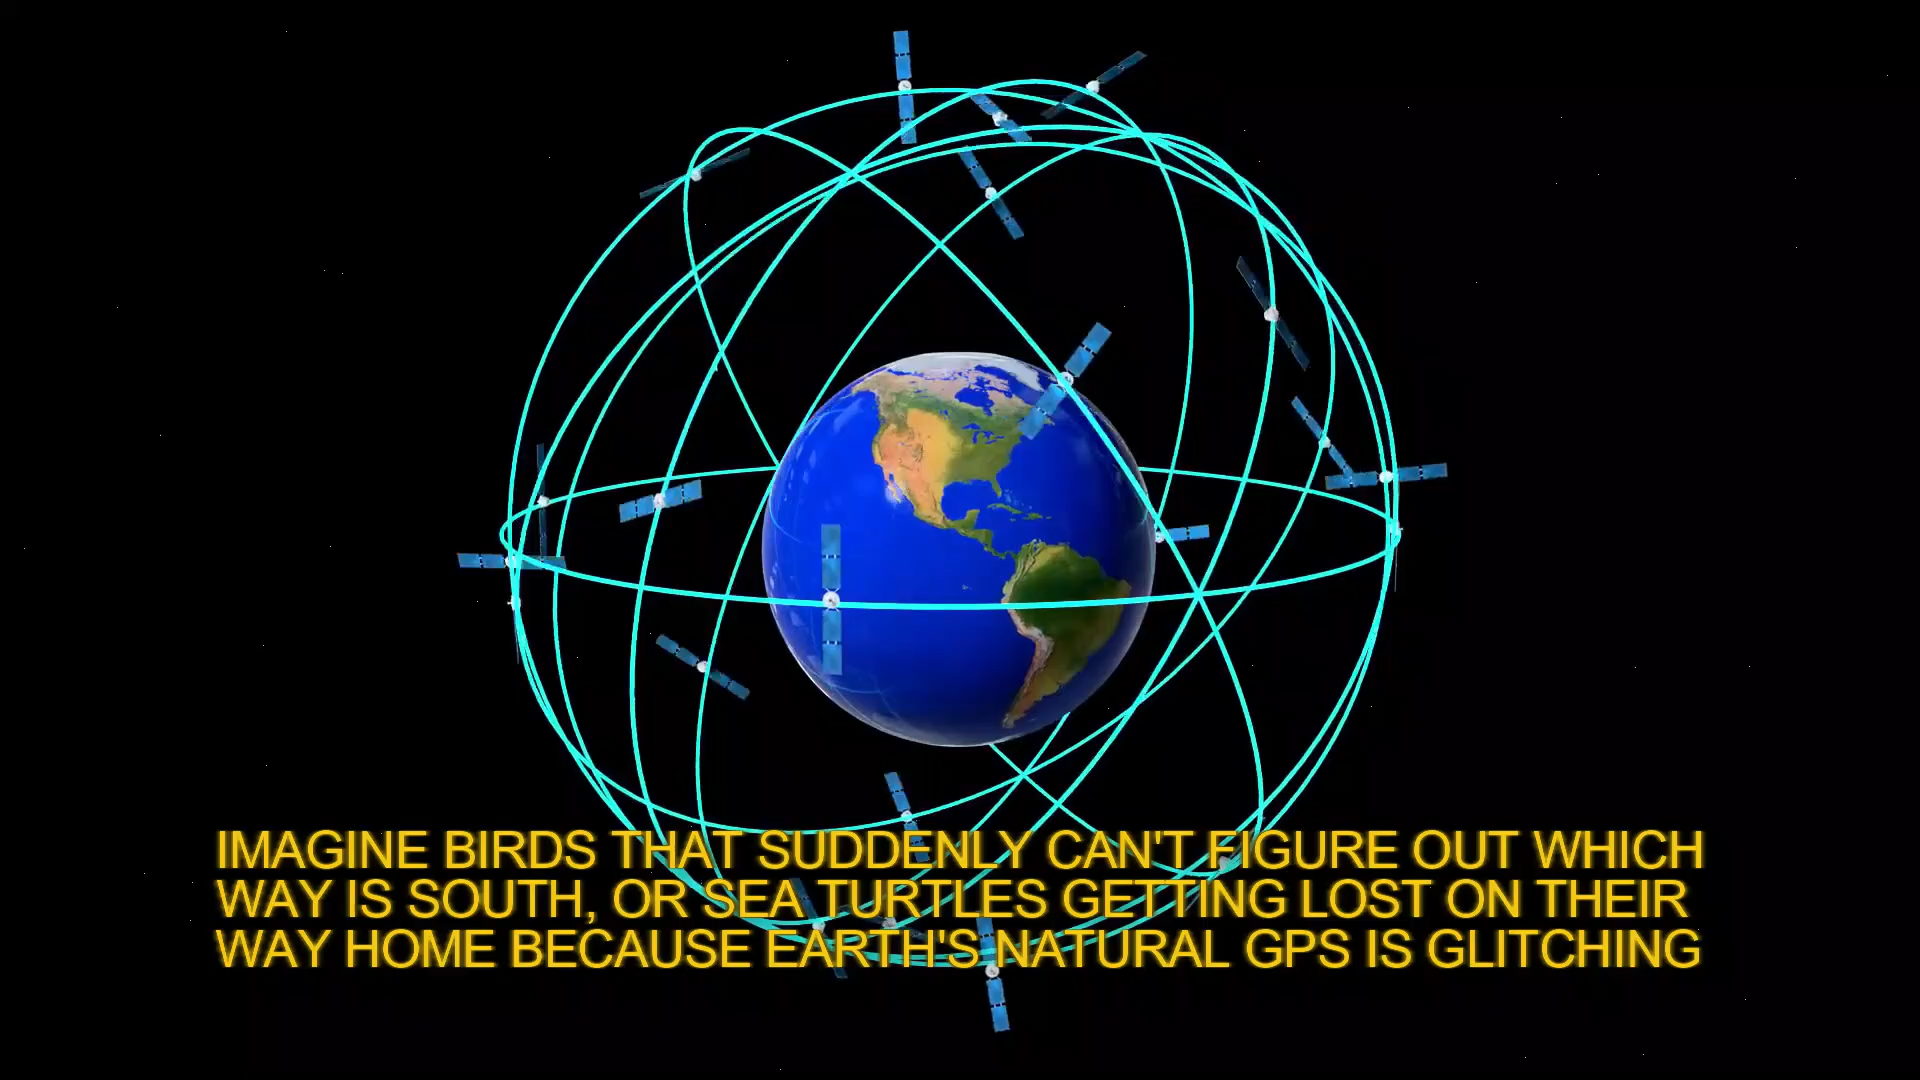 IMAGINE BIRDS THAT SUDDENLY CAN'T FIGURE OUT WHICH
WAY IS SOUTH, OR SEA TURTLES GETTING LOST ON THEIR
WAY HOME BECAUSE EARTH'S NATURAL GPS IS GLITCHING